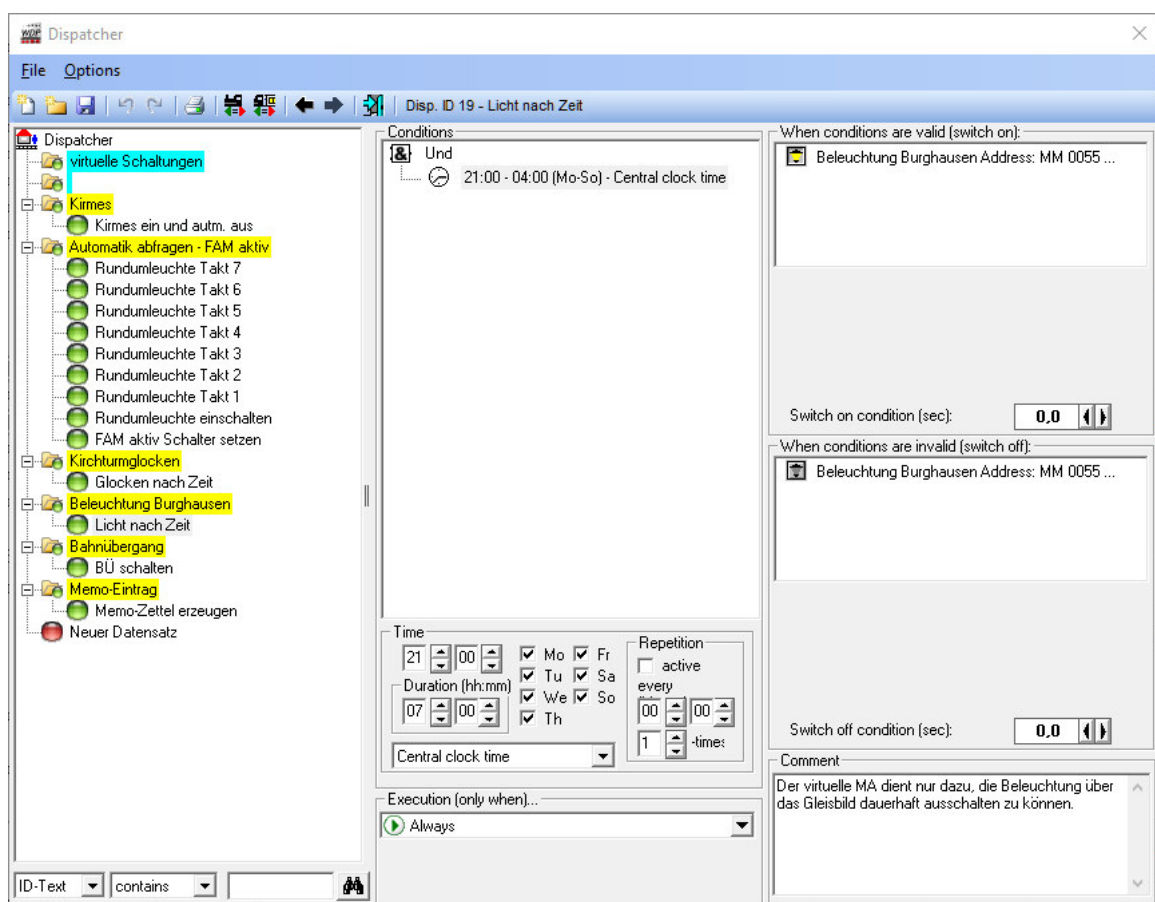 Dispatcher
File Options
Disp. ID 19 - Licht nach Zeit
Dispatcher
virtuelle Schaltungen
Kirmes
Kirmes ein und autm. aus
Automatik abfragen - FAM aktiv
Rundumleuchte Takt 7
Rundumleuchte Takt 6
Rundumleuchte Takt 5
Rundumleuchte Takt 4
Rundumleuchte Takt 3
Rundumleuchte Takt 2
Rundumleuchte Takt 1
Rundumleuchte einschalten
FAM aktiv Schalter setzen
Kirchturmglocken
Glocken nach Zeit
Beleuchtung Burghausen
Licht nach Zeit
Bahnübergang
BÜ schalten
Memo-Eintrag
Memo-Zettel erzeugen
Neuer Datensatz
ID-Text contains
Conditions
& Und
21:00 - 04:00 (Mo-So) - Central clock time
Time
21 00
Duration (hh:mm)
07 00
Mo Fr
Tu Sa
We So
Th
Repetition
active
every
00 00
1 -times
Central clock time
Execution (only when)...
Always
When conditions are valid (switch on):
Beleuchtung Burghausen Address: MM 0055 ...
Switch on condition (sec): 0,0
When conditions are invalid (switch off):
Beleuchtung Burghausen Address: MM 0055 ...
Switch off condition (sec): 0,0
Comment
Der virtuelle MA dient nur dazu, die Beleuchtung über
das Gleisbild dauerhaft ausschalten zu können.